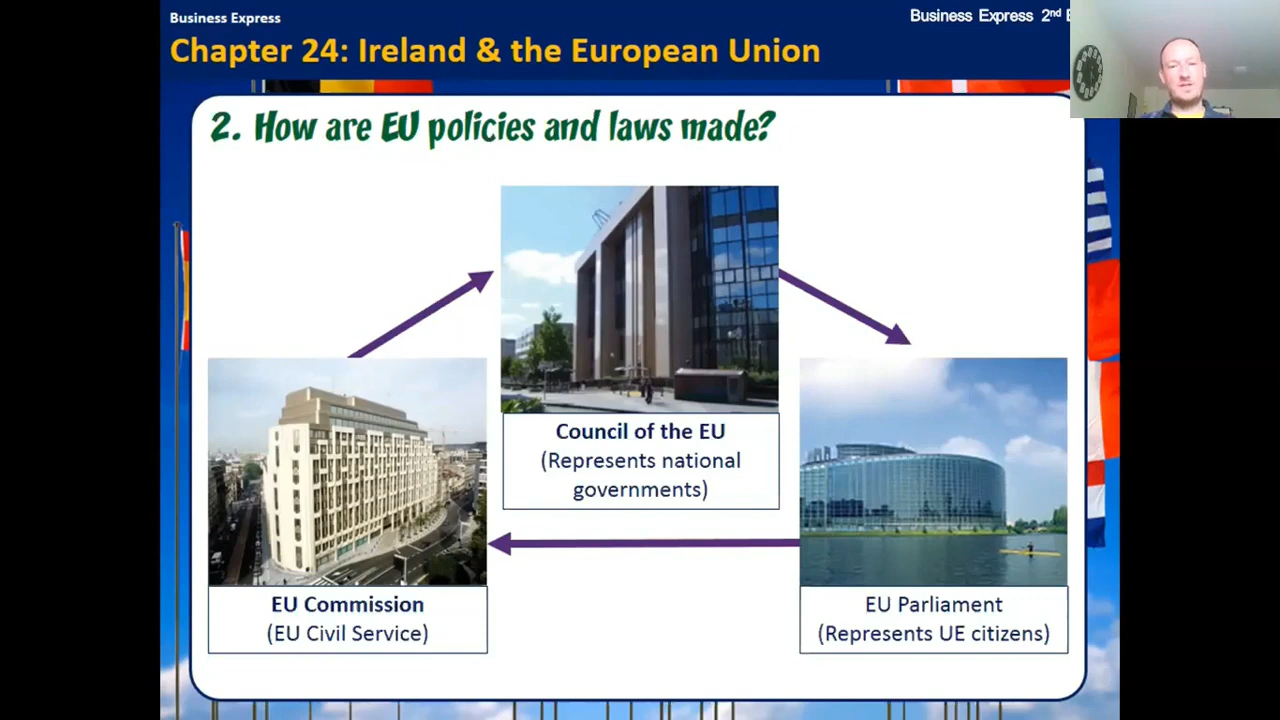 Business Express
Business Express 2nd
Chapter 24: Ireland & the European Union
2. How are EU policies and laws made?
Council of the EU
(Represents national
governments)
EU Commission
(EU Civil Service)
EU Parliament
(Represents UE citizens)